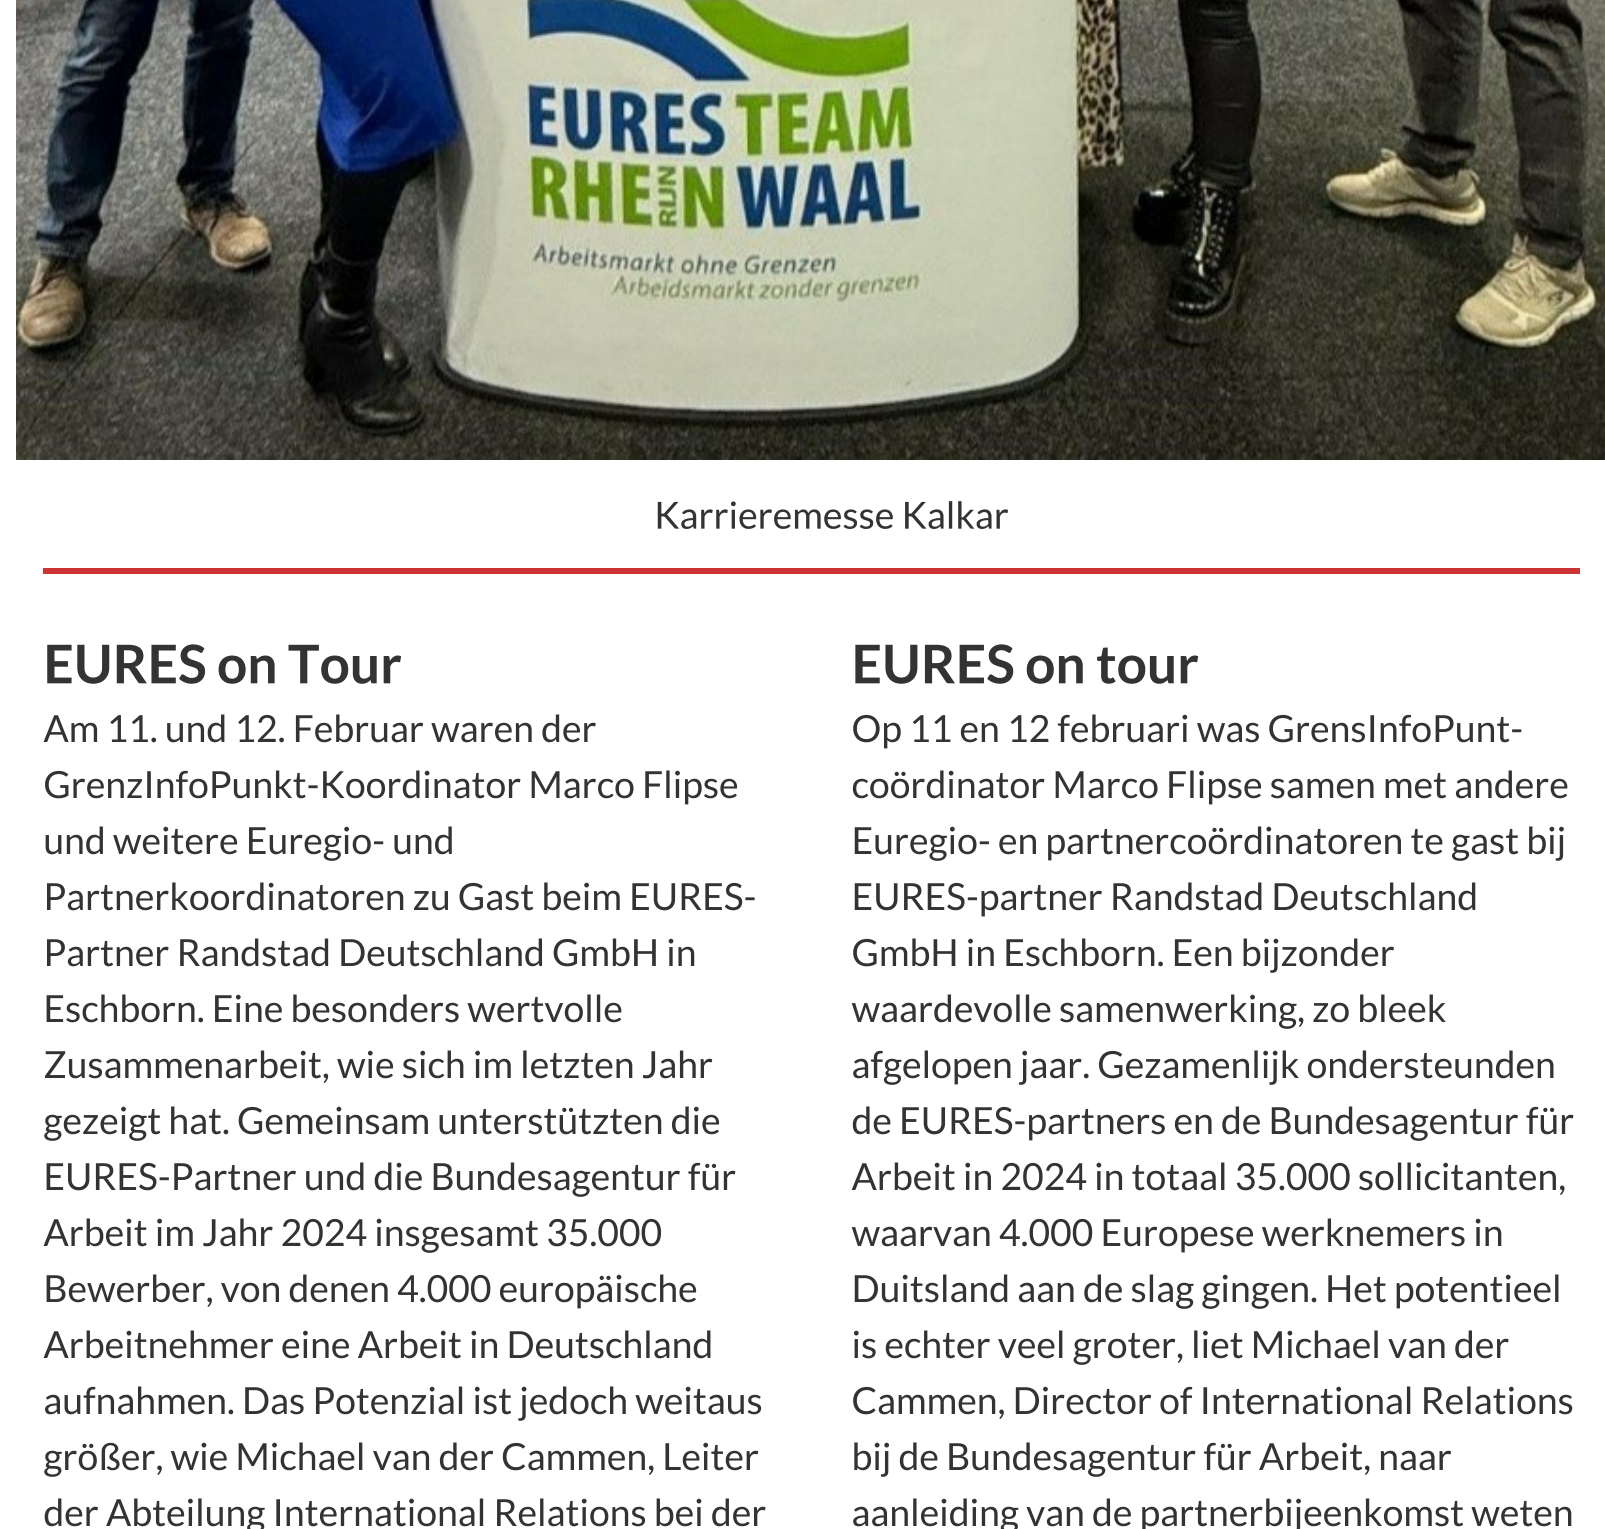 EURES TEAM
RHEIN WAAL
RIJN
Arbeitsmarkt ohne Grenzen
Arbeidsmarkt zonder grenzen
Karrieremesse Kalkar
EURES on Tour
Am 11. und 12. Februar waren der
GrenzInfoPunkt-Koordinator Marco Flipse
und weitere Euregio- und
Partnerkoordinatoren zu Gast beim EURES-
Partner Randstad Deutschland GmbH in
Eschborn. Eine besonders wertvolle
Zusammenarbeit, wie sich im letzten Jahr
gezeigt hat. Gemeinsam unterstützten die
EURES-Partner und die Bundesagentur für
Arbeit im Jahr 2024 insgesamt 35.000
Bewerber, von denen 4.000 europäische
Arbeitnehmer eine Arbeit in Deutschland
aufnahmen. Das Potenzial ist jedoch weitaus
größer, wie Michael van der Cammen, Leiter
der Abteilung International Relations bei der
EURES on tour
Op 11 en 12 februari was GrensInfoPunt-
coördinator Marco Flipse samen met andere
Euregio- en partnercoördinatoren te gast bij
EURES-partner Randstad Deutschland
GmbH in Eschborn. Een bijzonder
waardevolle samenwerking, zo bleek
afgelopen jaar. Gezamenlijk ondersteunden
de EURES-partners en de Bundesagentur für
Arbeit in 2024 in totaal 35.000 sollicitanten,
waarvan 4.000 Europese werknemers in
Duitsland aan de slag gingen. Het potentieel
is echter veel groter, liet Michael van der
Cammen, Director of International Relations
bij de Bundesagentur für Arbeit, naar
aanleiding van de partnerbijeenkomst weten